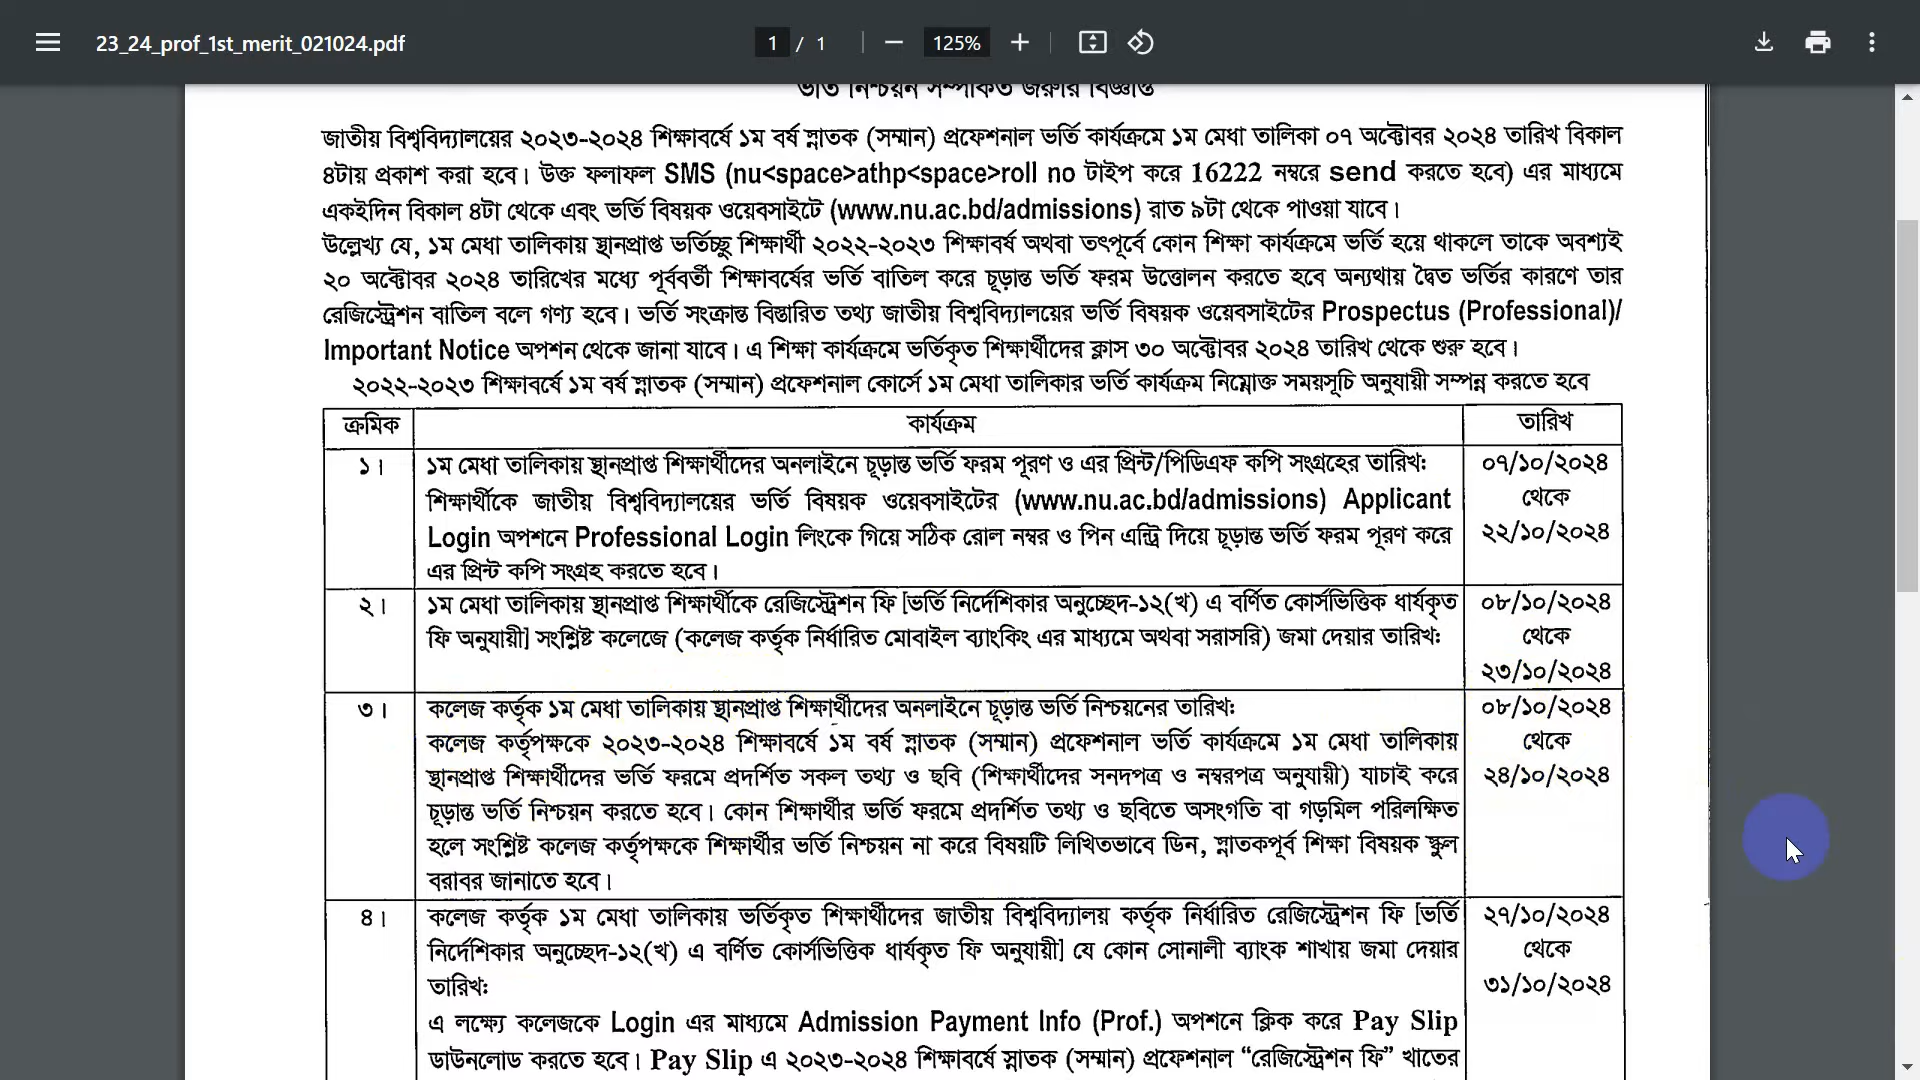 23_24_prof_1st_merit_021024.pdf
1 / 1
125%
ভর্তি নিশ্চয়ন সম্পর্কিত জরুরি বিজ্ঞপ্তি
জাতীয় বিশ্ববিদ্যালয়ের ২০২৩-২০২৪ শিক্ষাবর্ষে ১ম বর্ষ স্নাতক (সম্মান) প্রফেশনাল ভর্তি কার্যক্রমে ১ম মেধা তালিকা ০৭ অক্টোবর ২০২৪ তারিখ বিকাল
৪টায় প্রকাশ করা হবে। উক্ত ফলাফল SMS (nu<space>athp<space>roll no টাইপ করে 16222 নম্বরে send করতে হবে) এর মাধ্যমে
একইদিন বিকাল ৪টা থেকে এবং ভর্তি বিষয়ক ওয়েবসাইটে (www.nu.ac.bd/admissions) রাত ৯টা থেকে পাওয়া যাবে।
উল্লেখ্য যে, ১ম মেধা তালিকায় স্থানপ্রাপ্ত ভর্তিচ্ছু শিক্ষার্থী ২০২২-২০২৩ শিক্ষাবর্ষ অথবা তৎপূর্বে কোন শিক্ষা কার্যক্রমে ভর্তি হয়ে থাকলে তাকে অবশ্যই
২০ অক্টোবর ২০২৪ তারিখের মধ্যে পূর্ববর্তী শিক্ষাবর্ষের ভর্তি বাতিল করে চূড়ান্ত ভর্তি ফরম উত্তোলন করতে হবে অন্যথায় দ্বৈত ভর্তির কারণে তার
রেজিস্ট্রেশন বাতিল বলে গণ্য হবে। ভর্তি সংক্রান্ত বিস্তারিত তথ্য জাতীয় বিশ্ববিদ্যালয়ের ভর্তি বিষয়ক ওয়েবসাইটের Prospectus (Professional)/
Important Notice অপশন থেকে জানা যাবে। এ শিক্ষা কার্যক্রমে ভর্তিকৃত শিক্ষার্থীদের ক্লাস ৩০ অক্টোবর ২০২৪ তারিখ থেকে শুরু হবে।
২০২২-২০২৩ শিক্ষাবর্ষে ১ম বর্ষ স্নাতক (সম্মান) প্রফেশনাল কোর্সে ১ম মেধা তালিকার ভর্তি কার্যক্রম নিম্নোক্ত সময়সূচি অনুযায়ী সম্পন্ন করতে হবে
ক্রমিক কার্যক্রম তারিখ
১। ১ম মেধা তালিকায় স্থানপ্রাপ্ত শিক্ষার্থীদের অনলাইনে চূড়ান্ত ভর্তি ফরম পূরণ ও এর প্রিন্ট/পিডিএফ কপি সংগ্রহের তারিখঃ ০৭/১০/২০২৪
শিক্ষার্থীকে জাতীয় বিশ্ববিদ্যালয়ের ভর্তি বিষয়ক ওয়েবসাইটের (www.nu.ac.bd/admissions) Applicant থেকে
Login অপশনে Professional Login লিংকে গিয়ে সঠিক রোল নম্বর ও পিন এন্ট্রি দিয়ে চূড়ান্ত ভর্তি ফরম পূরণ করে ২২/১০/২০২৪
এর প্রিন্ট কপি সংগ্রহ করতে হবে।
২। ১ম মেধা তালিকায় স্থানপ্রাপ্ত শিক্ষার্থীকে রেজিস্ট্রেশন ফি [ভর্তি নির্দেশিকার অনুচ্ছেদ-১২(খ) এ বর্ণিত কোর্সভিত্তিক ধার্যকৃত ০৮/১০/২০২৪
ফি অনুযায়ী] সংশ্লিষ্ট কলেজে (কলেজ কর্তৃক নির্ধারিত মোবাইল ব্যাংকিং এর মাধ্যমে অথবা সরাসরি) জমা দেয়ার তারিখঃ থেকে
২৩/১০/২০২৪
৩। কলেজ কর্তৃক ১ম মেধা তালিকায় স্থানপ্রাপ্ত শিক্ষার্থীদের অনলাইনে চূড়ান্ত ভর্তি নিশ্চয়নের তারিখঃ ০৮/১০/২০২৪
কলেজ কর্তৃপক্ষকে ২০২৩-২০২৪ শিক্ষাবর্ষে ১ম বর্ষ স্নাতক (সম্মান) প্রফেশনাল ভর্তি কার্যক্রমে ১ম মেধা তালিকায় থেকে
স্থানপ্রাপ্ত শিক্ষার্থীদের ভর্তি ফরমে প্রদর্শিত সকল তথ্য ও ছবি (শিক্ষার্থীদের সনদপত্র ও নম্বরপত্র অনুযায়ী) যাচাই করে ২৪/১০/২০২৪
চূড়ান্ত ভর্তি নিশ্চয়ন করতে হবে। কোন শিক্ষার্থীর ভর্তি ফরমে প্রদর্শিত তথ্য ও ছবিতে অসংগতি বা গড়মিল পরিলক্ষিত
হলে সংশ্লিষ্ট কলেজ কর্তৃপক্ষকে শিক্ষার্থীর ভর্তি নিশ্চয়ন না করে বিষয়টি লিখিতভাবে ডিন, স্নাতকপূর্ব শিক্ষা বিষয়ক স্কুল
বরাবর জানাতে হবে।
৪। কলেজ কর্তৃক ১ম মেধা তালিকায় ভর্তিকৃত শিক্ষার্থীদের জাতীয় বিশ্ববিদ্যালয় কর্তৃক নির্ধারিত রেজিস্ট্রেশন ফি [ভর্তি ২৭/১০/২০২৪
নির্দেশিকার অনুচ্ছেদ-১২(খ) এ বর্ণিত কোর্সভিত্তিক ধার্যকৃত ফি অনুযায়ী] যে কোন সোনালী ব্যাংক শাখায় জমা দেয়ার থেকে
তারিখঃ ৩১/১০/২০২৪
এ লক্ষ্যে কলেজকে Login এর মাধ্যমে Admission Payment Info (Prof.) অপশনে ক্লিক করে Pay Slip
ডাউনলোড করতে হবে। Pay Slip এ ২০২৩-২০২৪ শিক্ষাবর্ষে স্নাতক (সম্মান) প্রফেশনাল “রেজিস্ট্রেশন ফি” খাতের